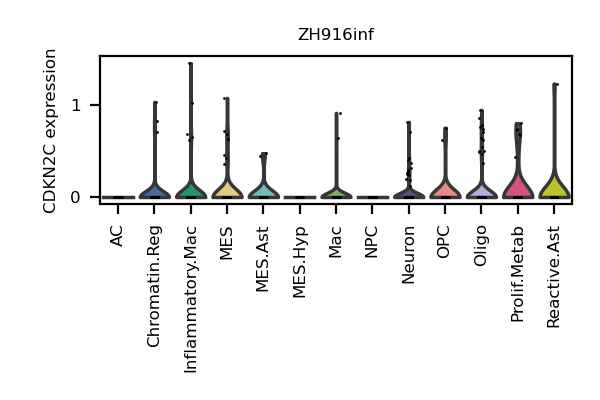 ZH916inf
CDKN2C expression
1
0
AC
Chromatin.Reg
Inflammatory.Mac
MES
MES.Ast
MES.Hyp
Mac
NPC
Neuron
OPC
Oligo
Prolif.Metab
Reactive.Ast